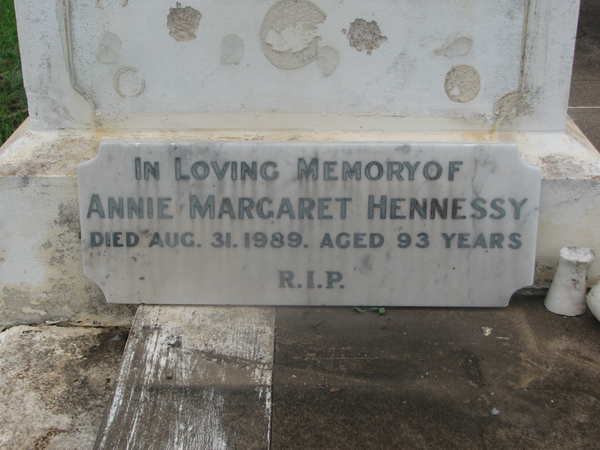 IN LOVING MEMORY OF
ANNIE MARGARET HENNESSY
DIED AUG. 31. 1989. AGED 93 YEARS
R.I.P.